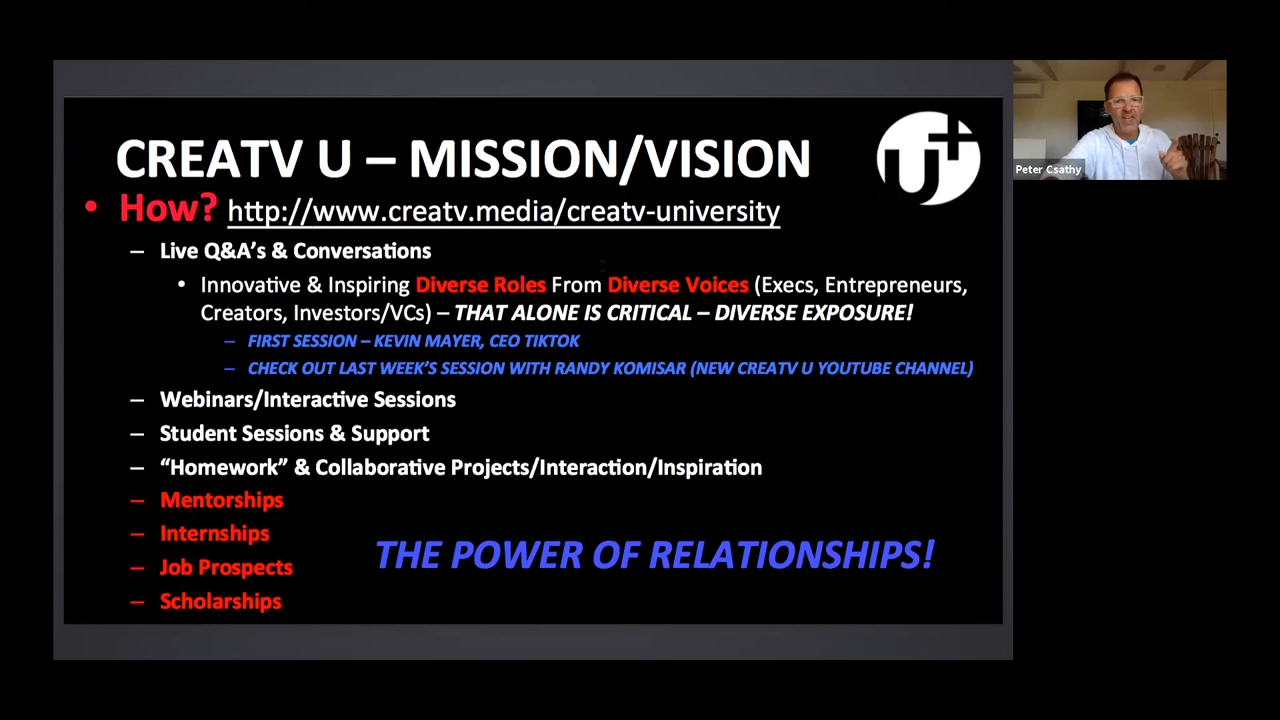 CREATV U – MISSION/VISION
U+
• How? http://www.creatv.media/creatv-university
– Live Q&A's & Conversations
• Innovative & Inspiring Diverse Roles From Diverse Voices (Execs, Entrepreneurs,
Creators, Investors/VCs) – THAT ALONE IS CRITICAL – DIVERSE EXPOSURE!
– FIRST SESSION – KEVIN MAYER, CEO TIKTOK
– CHECK OUT LAST WEEK'S SESSION WITH RANDY KOMISAR (NEW CREATV U YOUTUBE CHANNEL)
– Webinars/Interactive Sessions
– Student Sessions & Support
– “Homework” & Collaborative Projects/Interaction/Inspiration
– Mentorships
– Internships
– Job Prospects
– Scholarships
THE POWER OF RELATIONSHIPS!
Peter Csathy